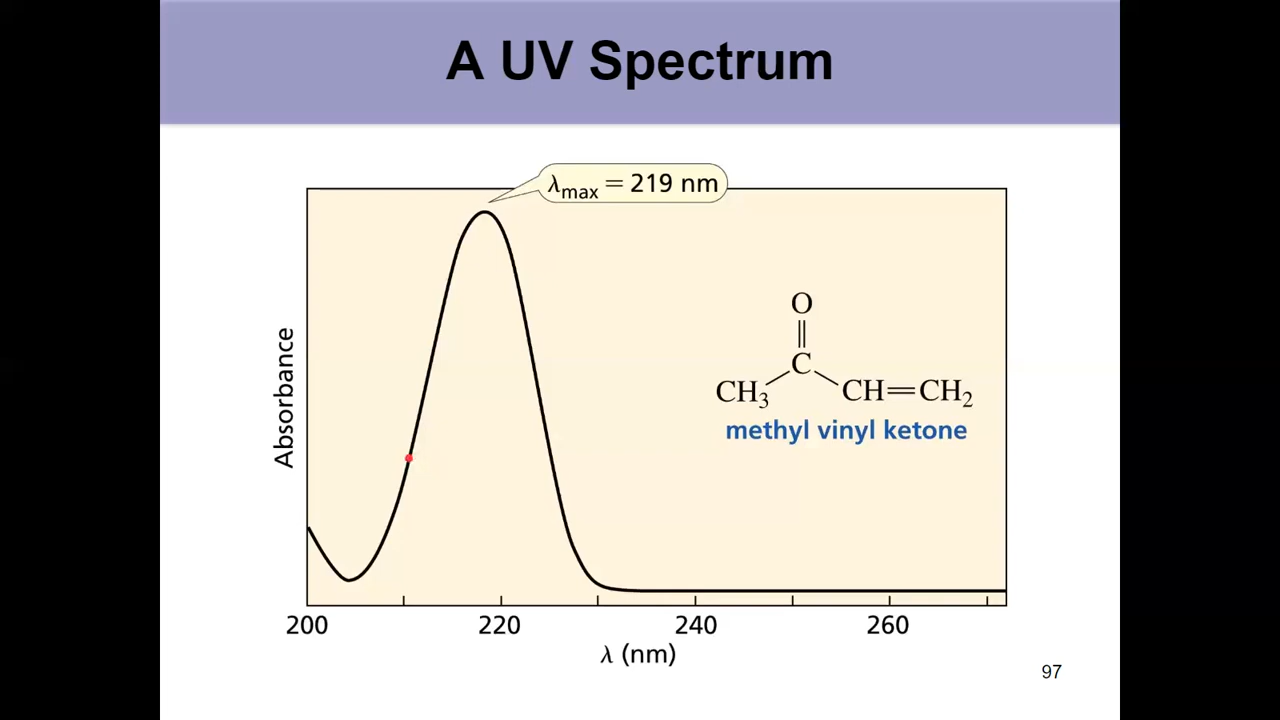 A UV Spectrum
λmax = 219 nm
Absorbance
O
C
CH3
CH=CH2
methyl vinyl ketone
200 220 240 260
λ (nm)
97